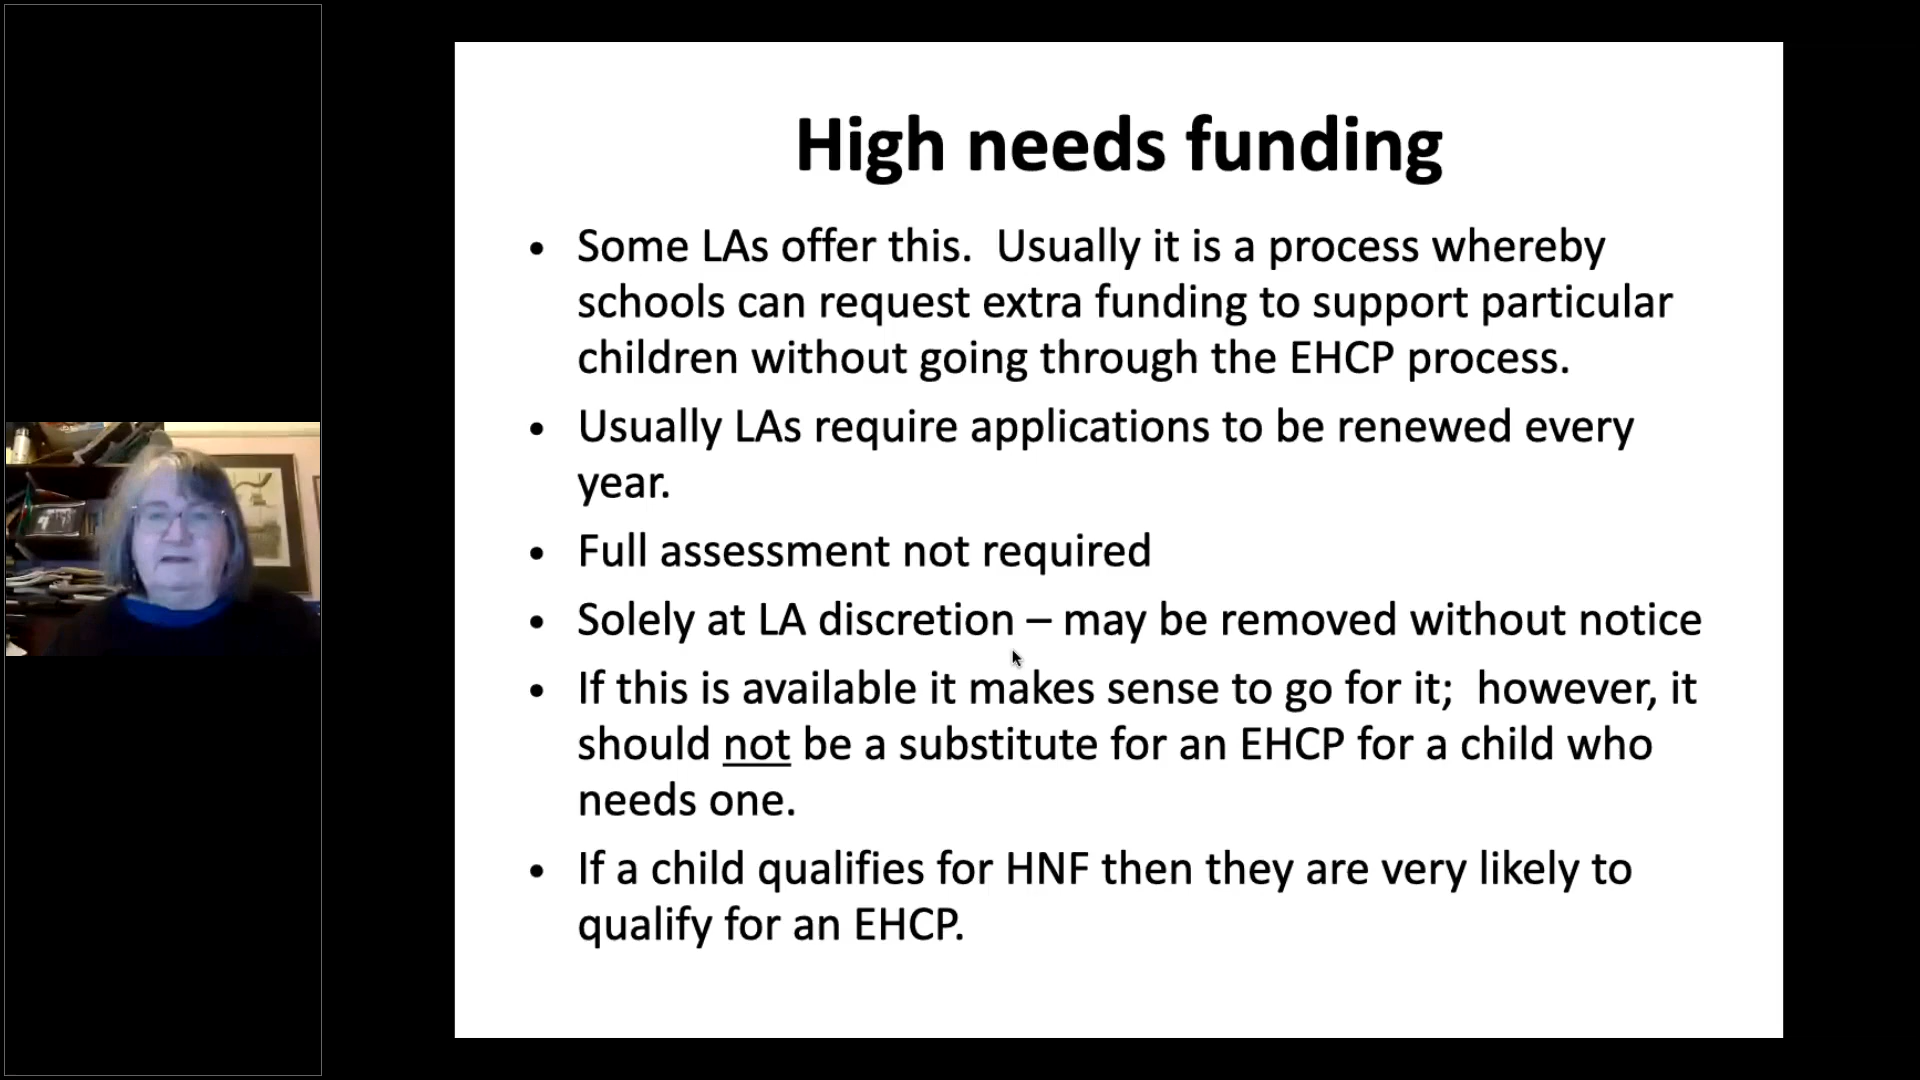 High needs funding
• Some LAs offer this.  Usually it is a process whereby
schools can request extra funding to support particular
children without going through the EHCP process.
• Usually LAs require applications to be renewed every
year.
• Full assessment not required
• Solely at LA discretion – may be removed without notice
• If this is available it makes sense to go for it;  however, it
should not be a substitute for an EHCP for a child who
needs one.
• If a child qualifies for HNF then they are very likely to
qualify for an EHCP.